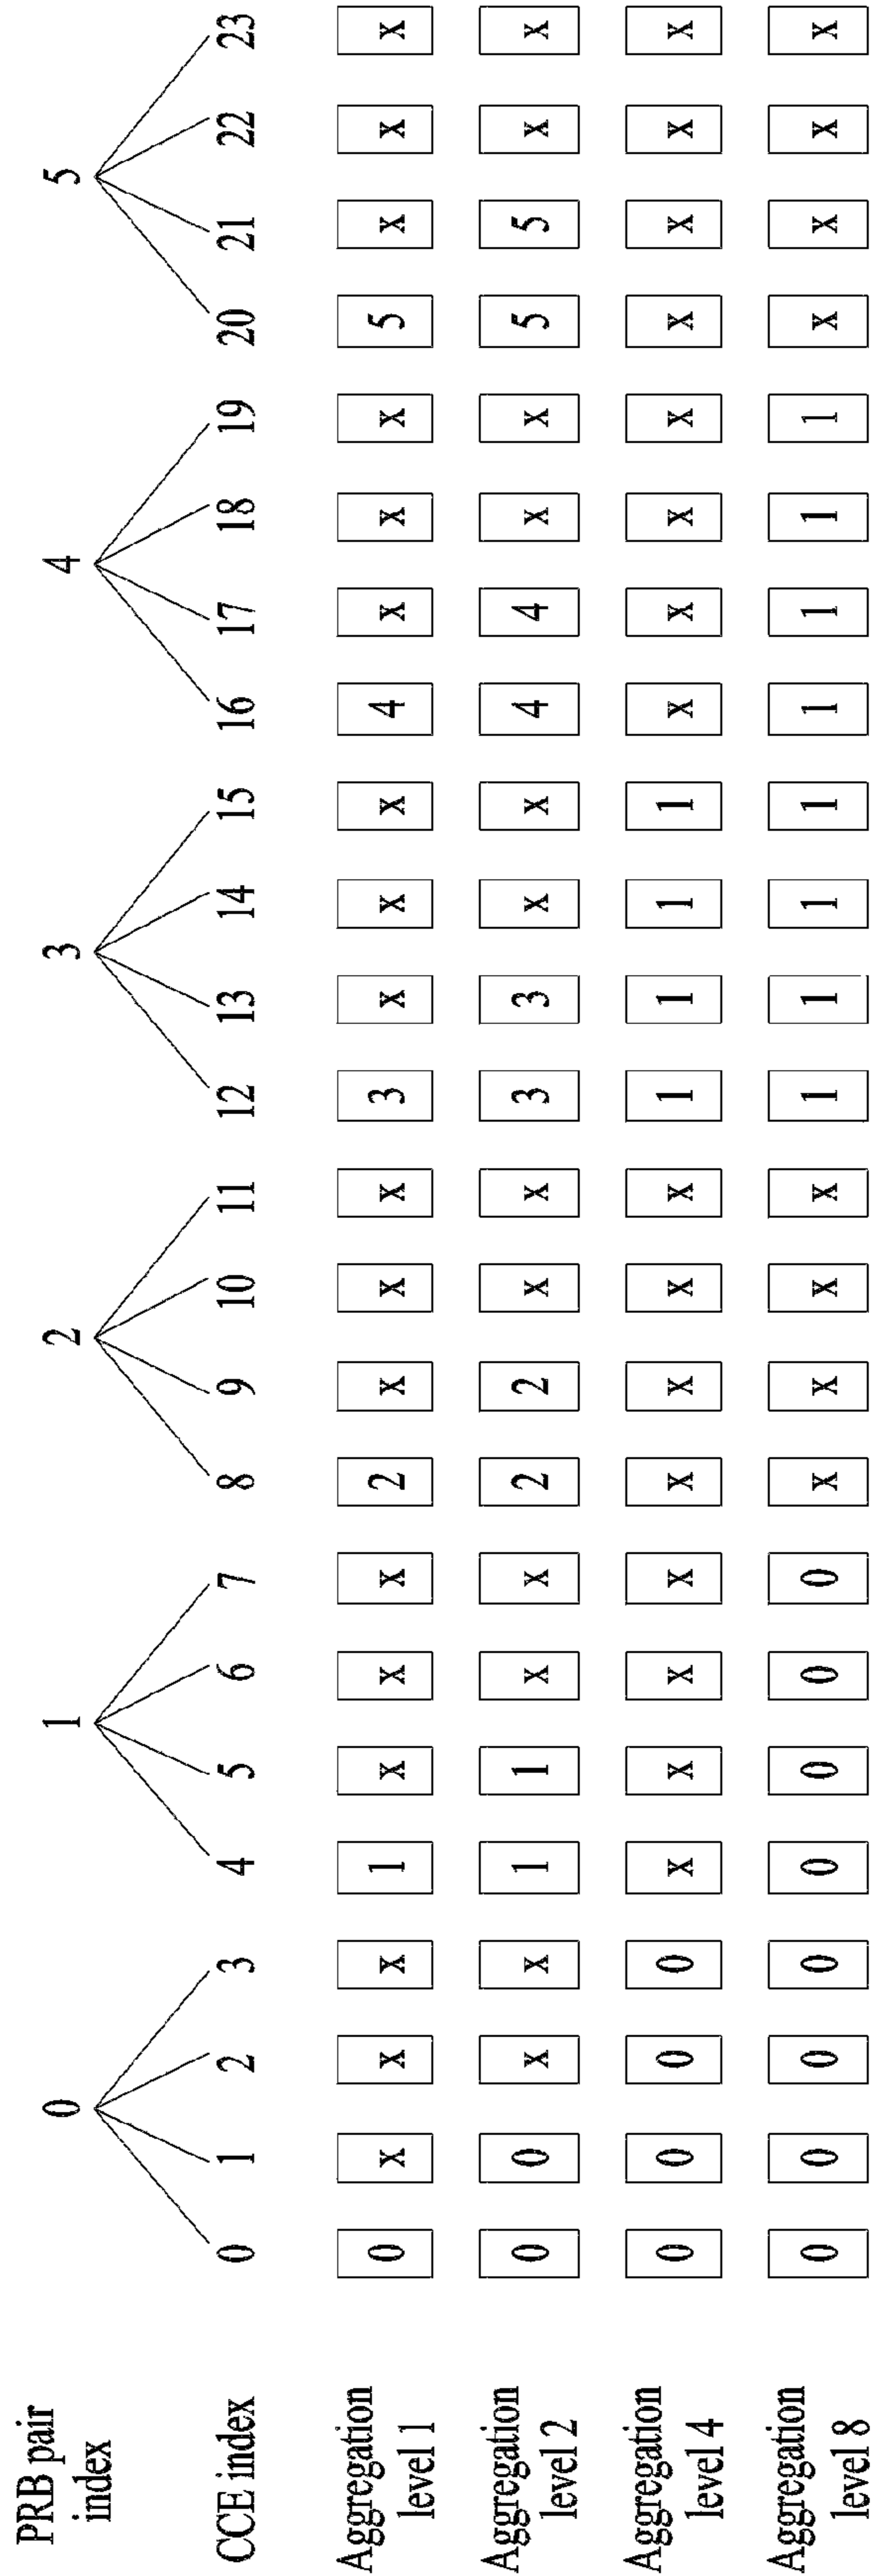 PRB pair index 0 1 2 3 4 5
CCE index 0 1 2 3 4 5 6 7 8 9 10 11 12 13 14 15 16 17 18 19 20 21 22 23
Aggregation level 1 0 x x x 1 x x x 2 x x x 3 x x x 4 x x x 5 x x x
Aggregation level 2 0 0 x x 1 1 x x 2 2 x x 3 3 x x 4 4 x x 5 5 x x
Aggregation level 4 0 0 0 0 x x x x x x x x 1 1 1 1 x x x x x x x x
Aggregation level 8 0 0 0 0 0 0 0 0 x x x x 1 1 1 1 1 1 1 1 x x x x